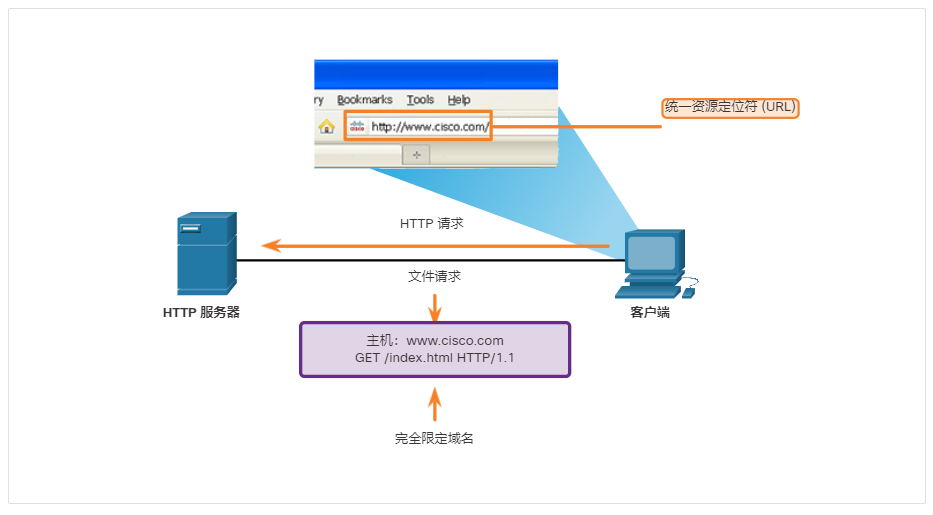 ry Bookmarks Tools Help
cisco http://www.cisco.com/
统一资源定位符 (URL)
HTTP 请求
文件请求
HTTP 服务器
客户端
主机：www.cisco.com
GET /index.html HTTP/1.1
完全限定域名